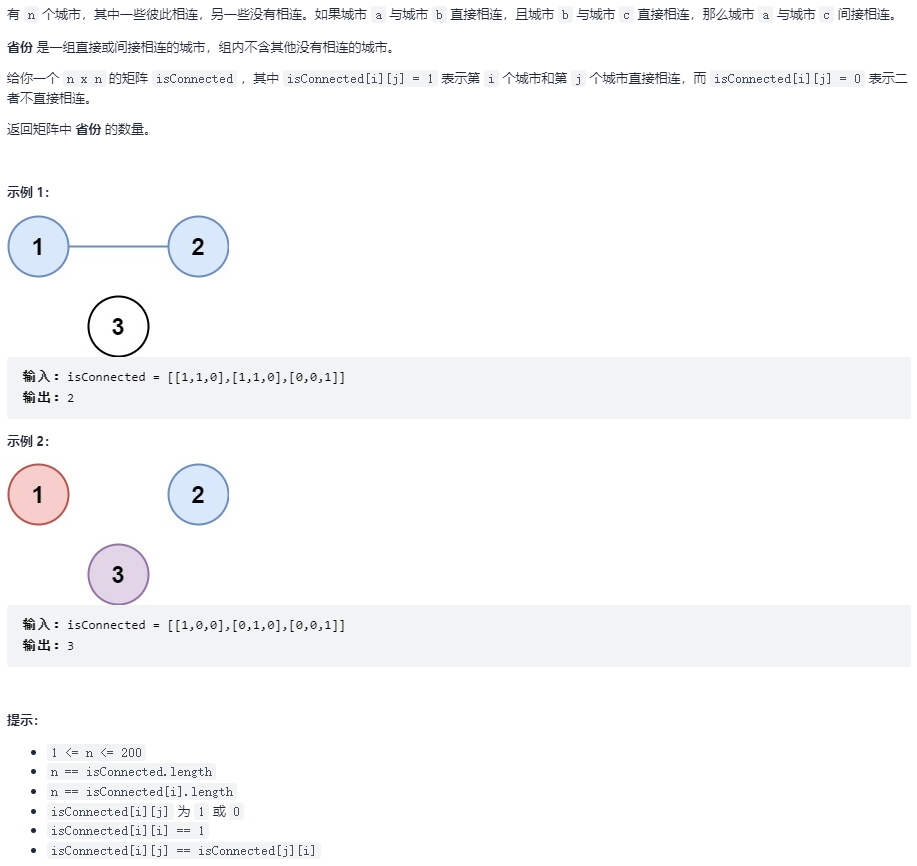 有 n 个城市，其中一些彼此相连，另一些没有相连。如果城市 a 与城市 b 直接相连，且城市 b 与城市 c 直接相连，那么城市 a 与城市 c 间接相连。
省份 是一组直接或间接相连的城市，组内不含其他没有相连的城市。
给你一个 n x n 的矩阵 isConnected ，其中 isConnected[i][j] = 1 表示第 i 个城市和第 j 个城市直接相连，而 isConnected[i][j] = 0 表示二
者不直接相连。
返回矩阵中 省份 的数量。
示例 1：
1 2
3
输入：isConnected = [[1,1,0],[1,1,0],[0,0,1]]
输出：2
示例 2：
1 2
3
输入：isConnected = [[1,0,0],[0,1,0],[0,0,1]]
输出：3
提示：
1 <= n <= 200
n == isConnected.length
n == isConnected[i].length
isConnected[i][j] 为 1 或 0
isConnected[i][i] == 1
isConnected[i][j] == isConnected[j][i]